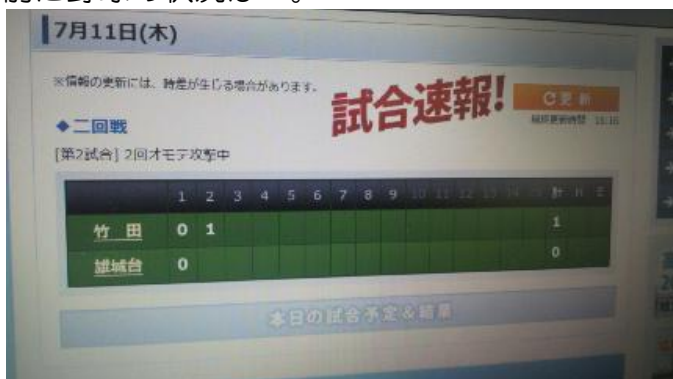 7月11日(木)
※情報の更新には、時差が生じる場合があります。
試合速報!
更新
◆二回戦
[第2試合] 2回オモテ攻撃中
1 2 3 4 5 6 7 8 9 10 11 12 13 14 15 計 H E
竹田 0 1 1
雄城台 0 0
本日の試合予定&結果